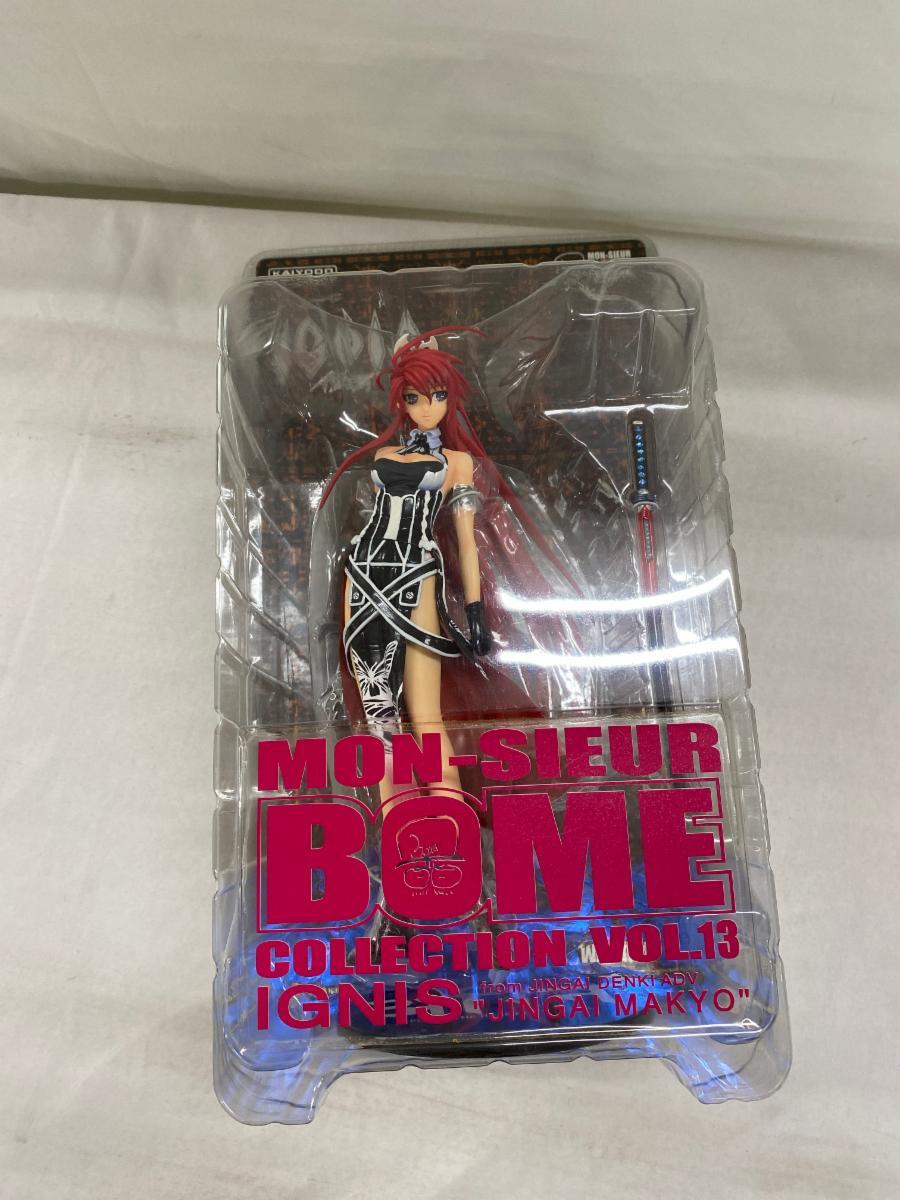 KAIYODO
MON-SIEUR
MON-SIEUR
BOME
COLLECTION VOL.13
IGNIS from JINGAI DENKI ADV
"JINGAI MAKYO"